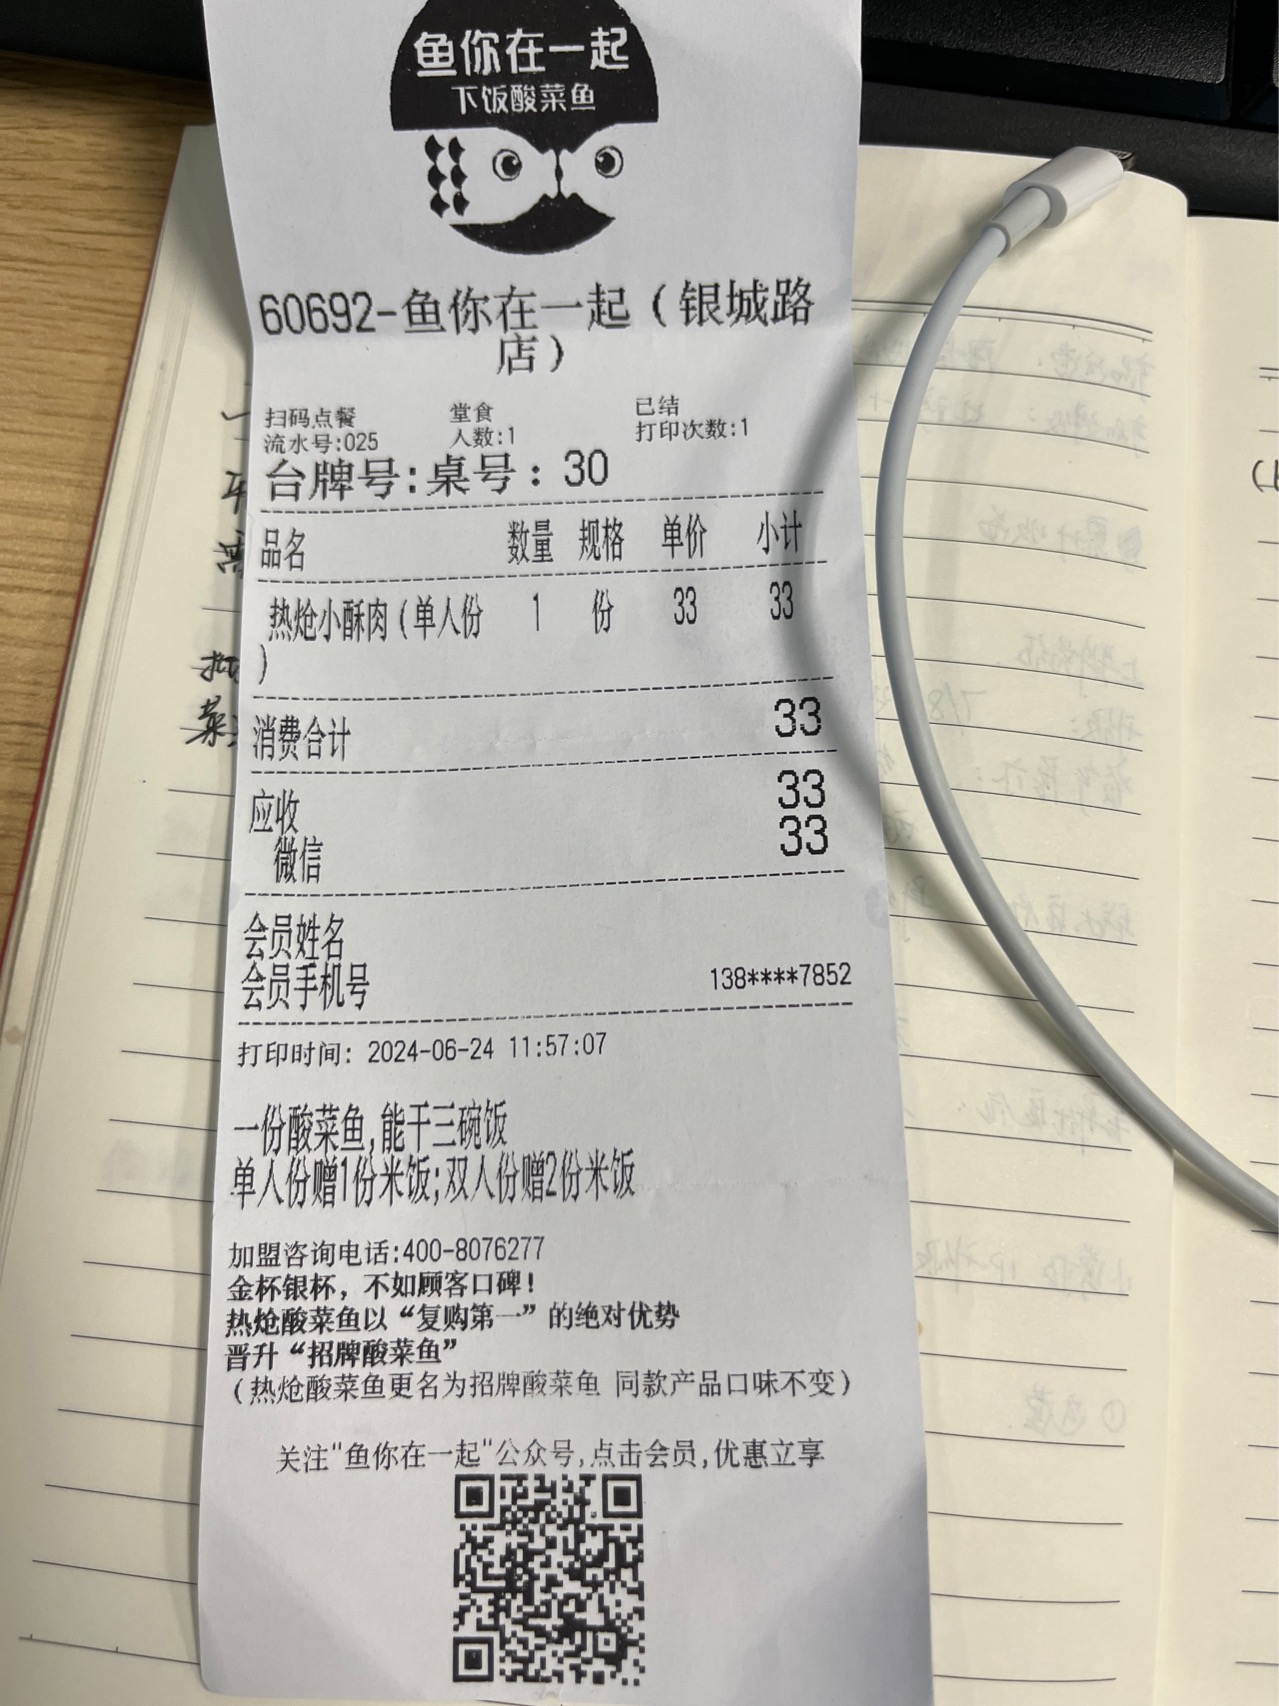 鱼你在一起
下饭酸菜鱼
60692-鱼你在一起（银城路
店）
扫码点餐 堂食 已结
流水号:025 人数:1 打印次数:1
台牌号:桌号：30
品名 数量 规格 单价 小计
热炝小酥肉（单人份 1 份 33 33
）
消费合计 33
应收 33
微信 33
会员姓名
会员手机号 138****7852
打印时间: 2024-06-24 11:57:07
一份酸菜鱼,能干三碗饭
单人份赠1份米饭;双人份赠2份米饭
加盟咨询电话:400-8076277
金杯银杯，不如顾客口碑！
热炝酸菜鱼以“复购第一”的绝对优势
晋升“招牌酸菜鱼”
（热炝酸菜鱼更名为招牌酸菜鱼 同款产品口味不变）
关注"鱼你在一起"公众号,点击会员,优惠立享